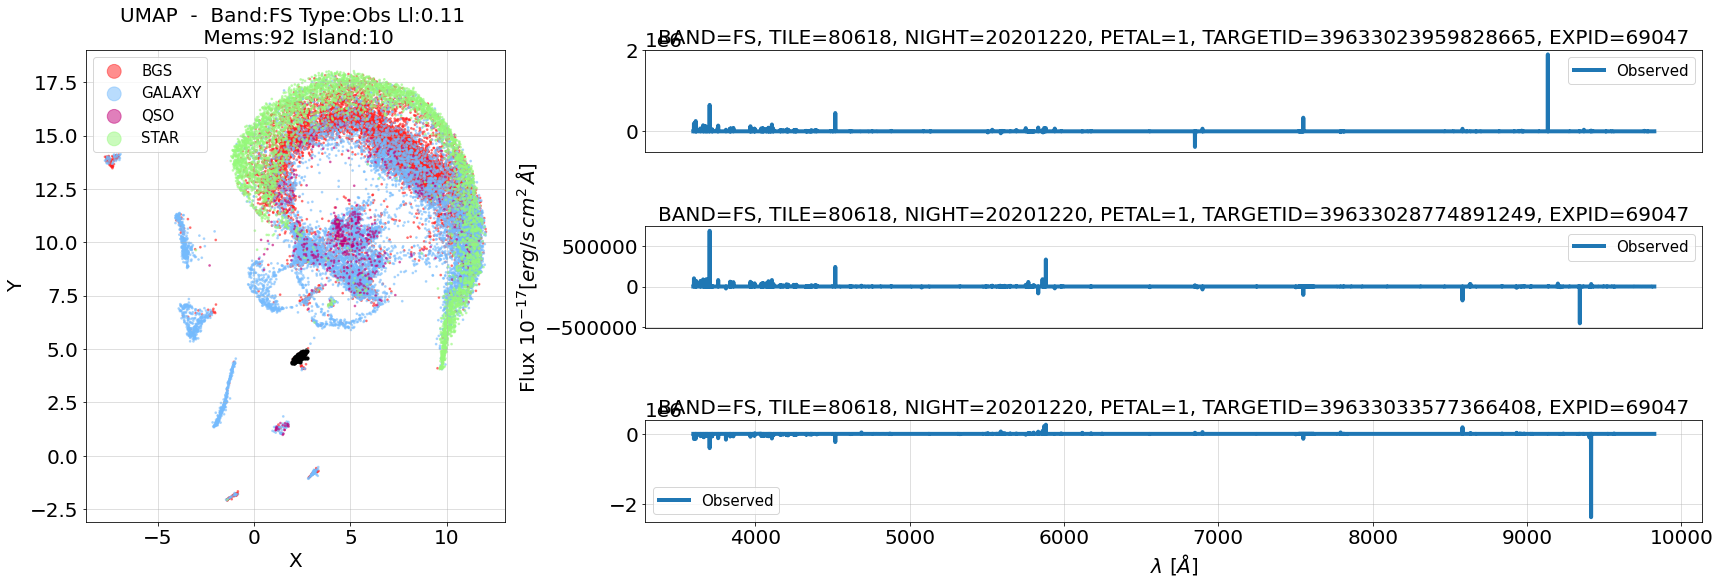 UMAP - Band:FS Type:Obs Ll:0.11
Mems:92 Island:10
BGS
GALAXY
QSO
STAR
17.5
15.0
12.5
10.0
7.5
5.0
2.5
0.0
−2.5
Y
−5
0
5
10
X
Flux 10⁻¹⁷[erg/s cm² Å]
1e6
BAND=FS, TILE=80618, NIGHT=20201220, PETAL=1, TARGETID=39633023959828665, EXPID=69047
2
0
Observed
BAND=FS, TILE=80618, NIGHT=20201220, PETAL=1, TARGETID=39633028774891249, EXPID=69047
500000
0
−500000
Observed
1e6
BAND=FS, TILE=80618, NIGHT=20201220, PETAL=1, TARGETID=39633033577366408, EXPID=69047
0
−2
Observed
4000
5000
6000
7000
8000
9000
10000
λ [Å]